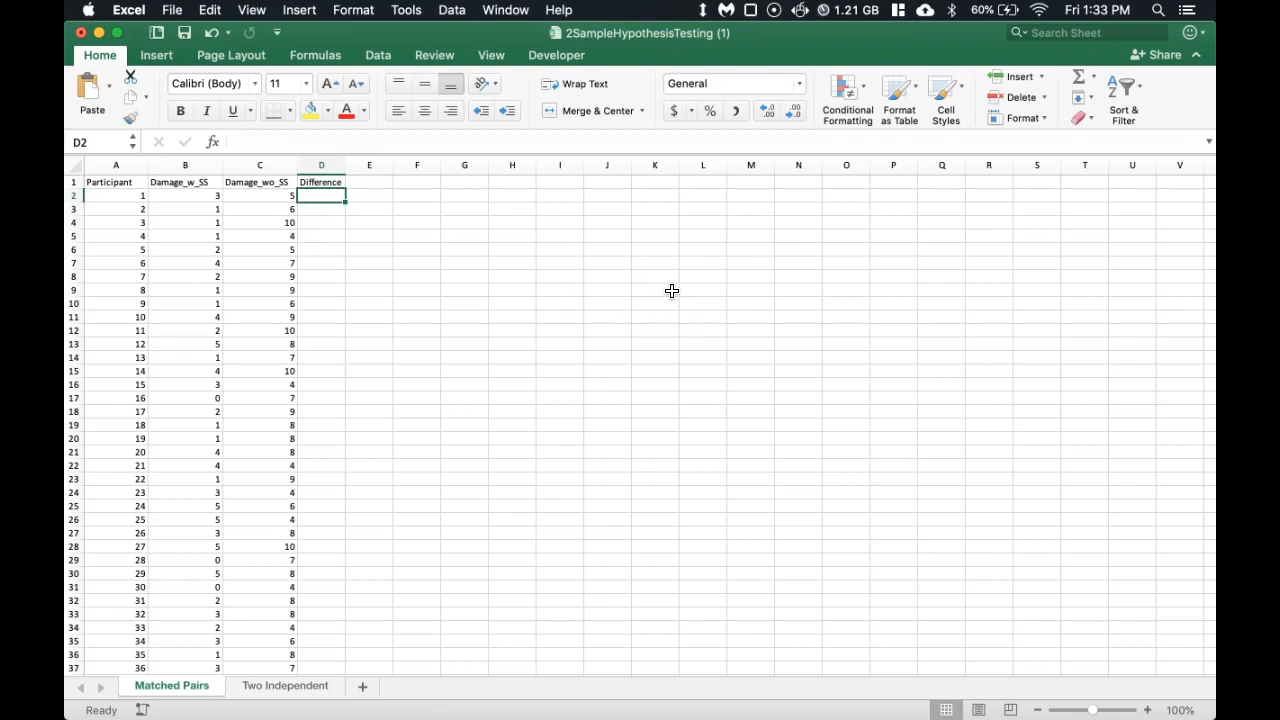 Excel File Edit View Insert Format Tools Data Window Help 1.21 GB 60% Fri 1:33 PM
2SampleHypothesisTesting (1) Search Sheet
Home Insert Page Layout Formulas Data Review View Developer Share
Paste Calibri (Body) 11 A A Wrap Text General Conditional Formatting Format as Table Cell Styles Insert Sort & Filter
B I U A Merge & Center $ % Delete
Format
D2 fx
A B C D E F G H I J K L M N O P Q R S T U V
1 Participant Damage_w_SS Damage_wo_SS Difference
2 1 3 5
3 2 1 6
4 3 1 10
5 4 1 4
6 5 2 5
7 6 4 7
8 7 2 9
9 8 1 9
10 9 1 6
11 10 4 9
12 11 2 10
13 12 5 8
14 13 1 7
15 14 4 10
16 15 3 4
17 16 0 7
18 17 2 9
19 18 1 8
20 19 1 8
21 20 4 8
22 21 4 4
23 22 1 9
24 23 3 4
25 24 5 6
26 25 5 4
27 26 3 8
28 27 5 10
29 28 0 7
30 29 5 8
31 30 0 4
32 31 2 8
33 32 3 8
34 33 2 4
35 34 3 6
36 35 1 8
37 36 3 7
Matched Pairs Two Independent
Ready 100%